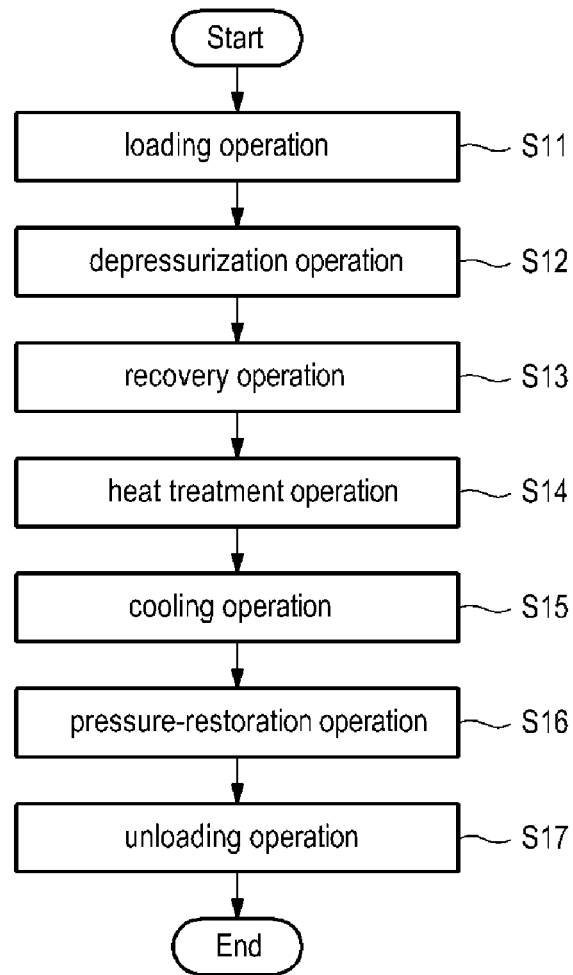 Start
loading operation S11
depressurization operation S12
recovery operation S13
heat treatment operation S14
cooling operation S15
pressure-restoration operation S16
unloading operation S17
End